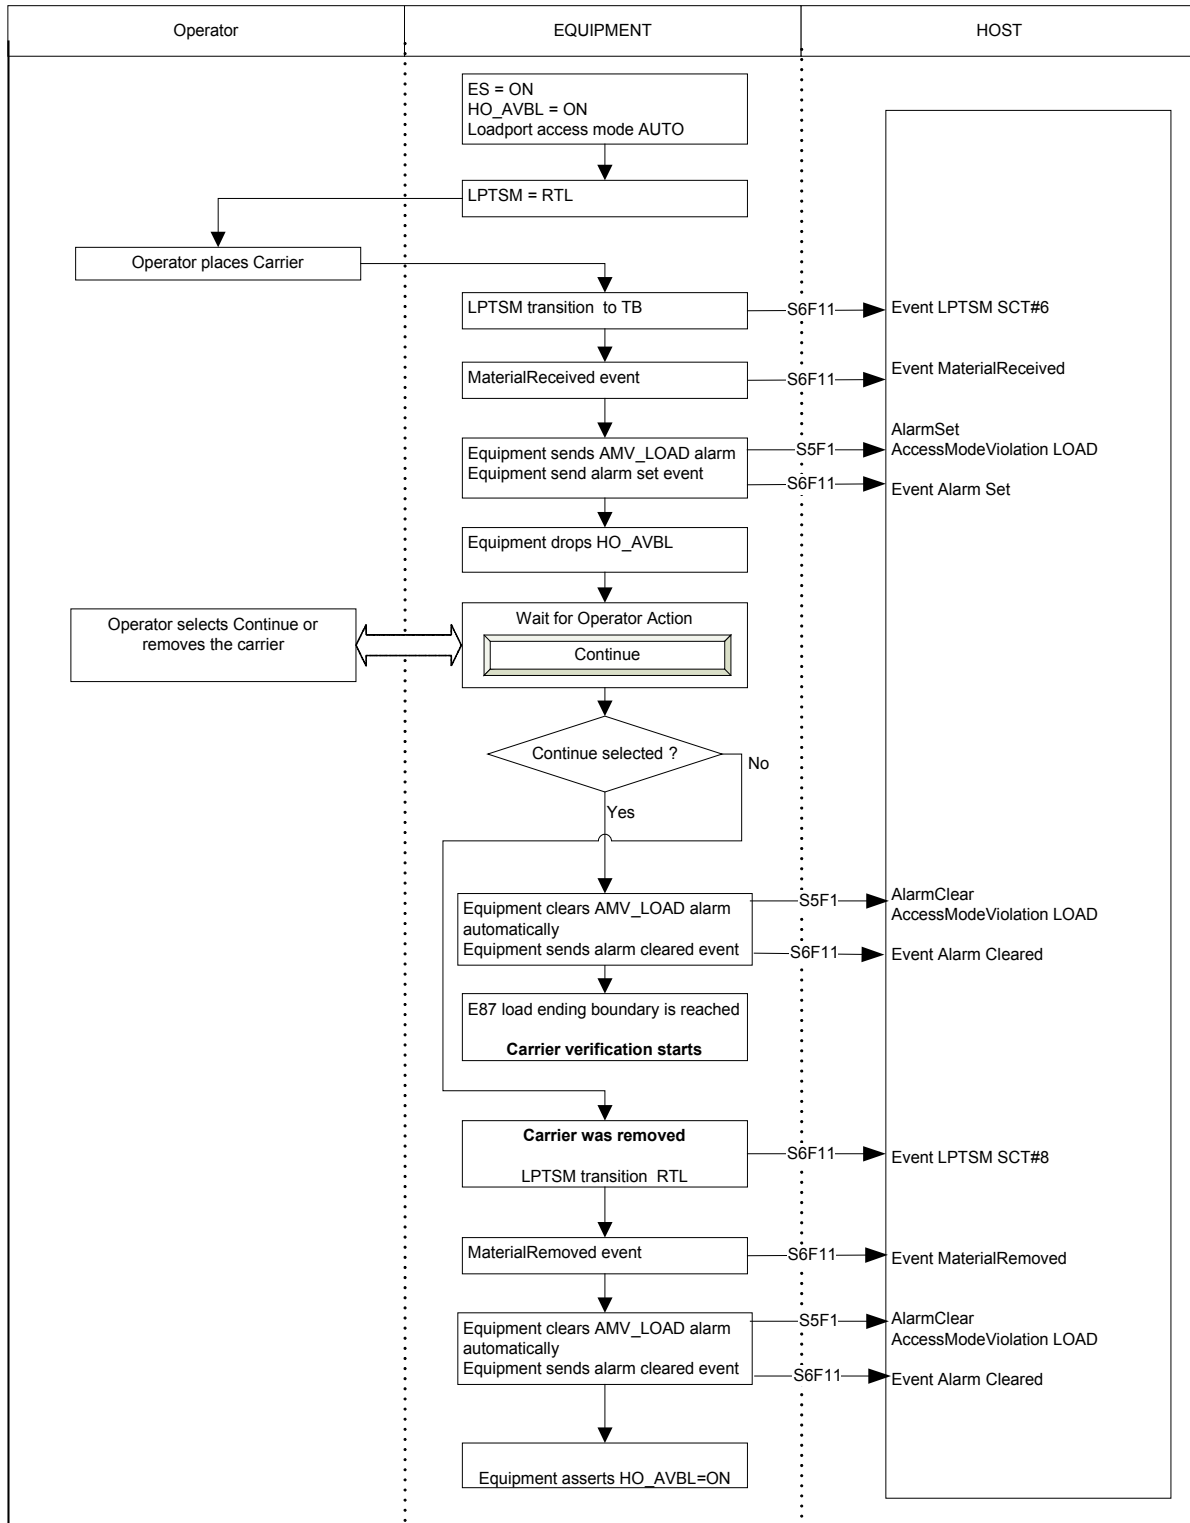 Operator
EQUIPMENT
HOST
ES = ON
HO_AVBL = ON
Loadport access mode AUTO
LPTSM = RTL
Operator places Carrier
LPTSM transition to TB
S6F11
Event LPTSM SCT#6
MaterialReceived event
S6F11
Event MaterialReceived
Equipment sends AMV_LOAD alarm
Equipment send alarm set event
S5F1
AlarmSet
AccessModeViolation LOAD
S6F11
Event Alarm Set
Equipment drops HO_AVBL
Operator selects Continue or
removes the carrier
Wait for Operator Action
Continue
Continue selected ?
No
Yes
Equipment clears AMV_LOAD alarm
automatically
Equipment sends alarm cleared event
S5F1
AlarmClear
AccessModeViolation LOAD
S6F11
Event Alarm Cleared
E87 load ending boundary is reached
Carrier verification starts
Carrier was removed
LPTSM transition RTL
S6F11
Event LPTSM SCT#8
MaterialRemoved event
S6F11
Event MaterialRemoved
Equipment clears AMV_LOAD alarm
automatically
Equipment sends alarm cleared event
S5F1
AlarmClear
AccessModeViolation LOAD
S6F11
Event Alarm Cleared
Equipment asserts HO_AVBL=ON